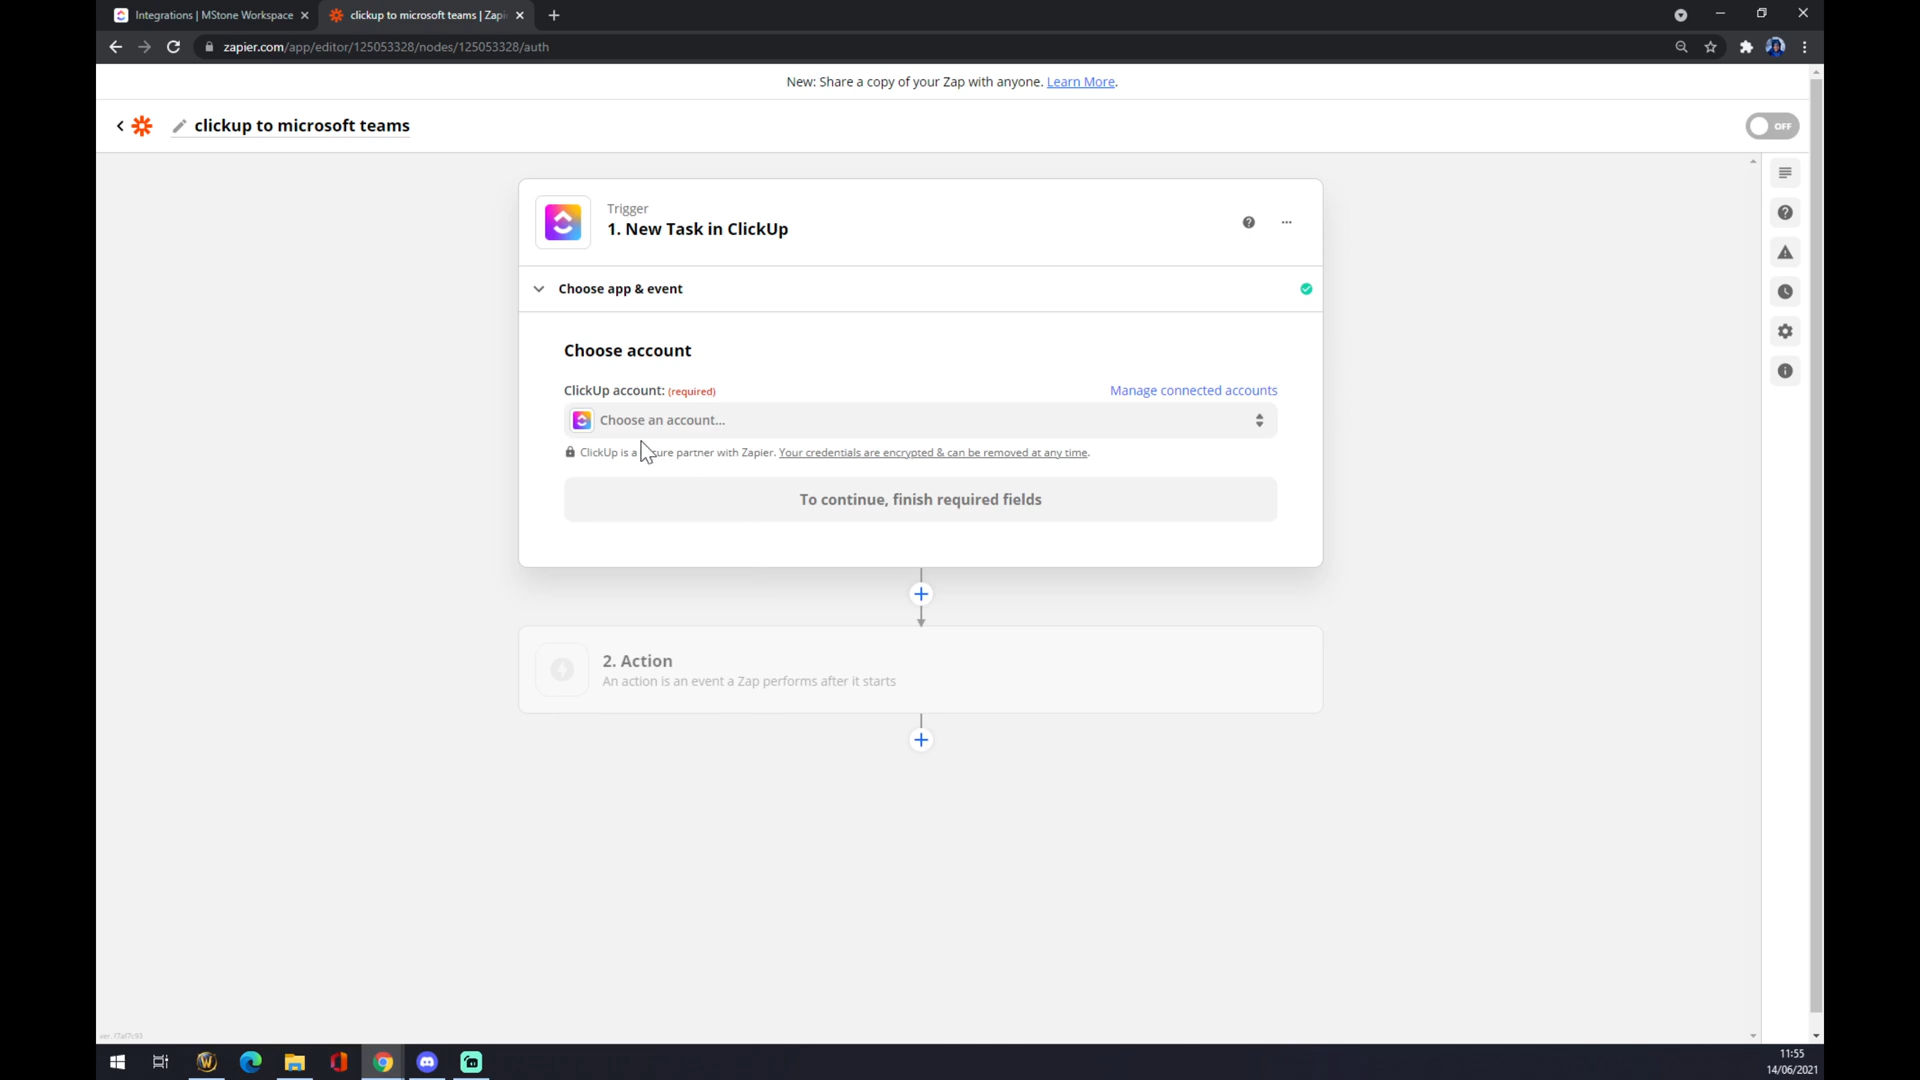 Integrations | MStone Workspace
clickup to microsoft teams | Zapi
zapier.com/app/editor/125053328/nodes/125053328/auth
New: Share a copy of your Zap with anyone. Learn More.
clickup to microsoft teams
OFF
Trigger
1. New Task in ClickUp
Choose app & event
Choose account
ClickUp account: (required)
Manage connected accounts
Choose an account...
ClickUp is a sure partner with Zapier. Your credentials are encrypted & can be removed at any time.
To continue, finish required fields
2. Action
An action is an event a Zap performs after it starts
11:55
14/06/2021